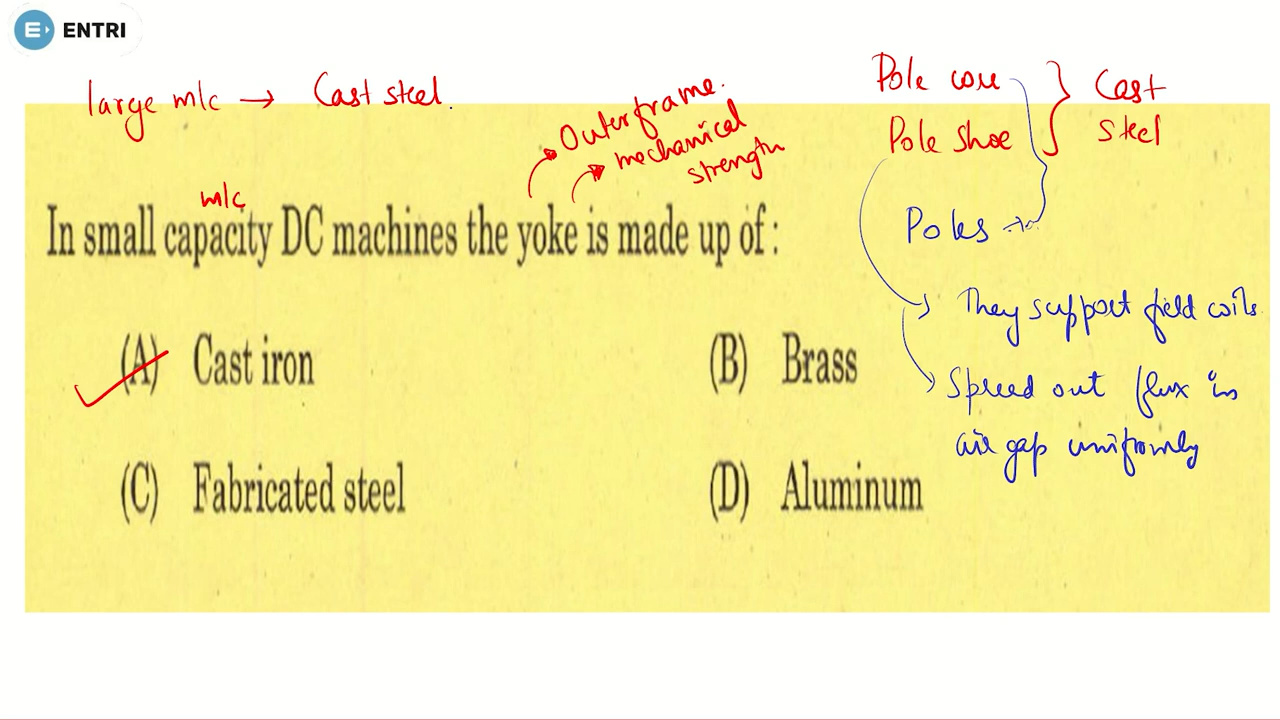 ENTRI
large m/c → Cast steel.
Outer frame.
mechanical
strength
Pole core
Pole shoe
Cast
steel
Poles →
m/c
In small capacity DC machines the yoke is made up of :
They support field coils
(A) Cast iron
(B) Brass
Spread out flux in
air gap uniformly
(C) Fabricated steel
(D) Aluminum